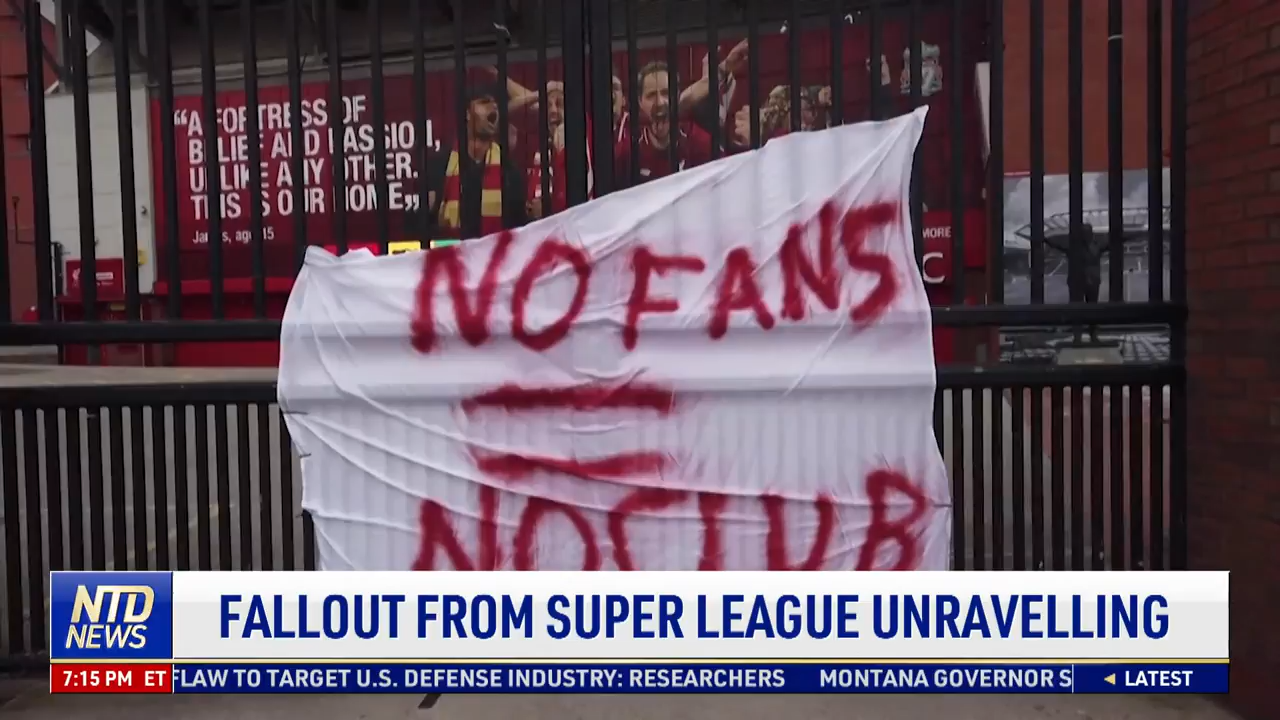 “A FORTRESS OF
BELIEF AND PASSION,
UNLIKE ANY OTHER.
THIS IS OUR HOME„
James, age 15
MORE
C
NO FANS
=
NO CLUB
NTD
NEWS
FALLOUT FROM SUPER LEAGUE UNRAVELLING
7:15 PM ET
FLAW TO TARGET U.S. DEFENSE INDUSTRY: RESEARCHERS MONTANA GOVERNOR S
◄ LATEST